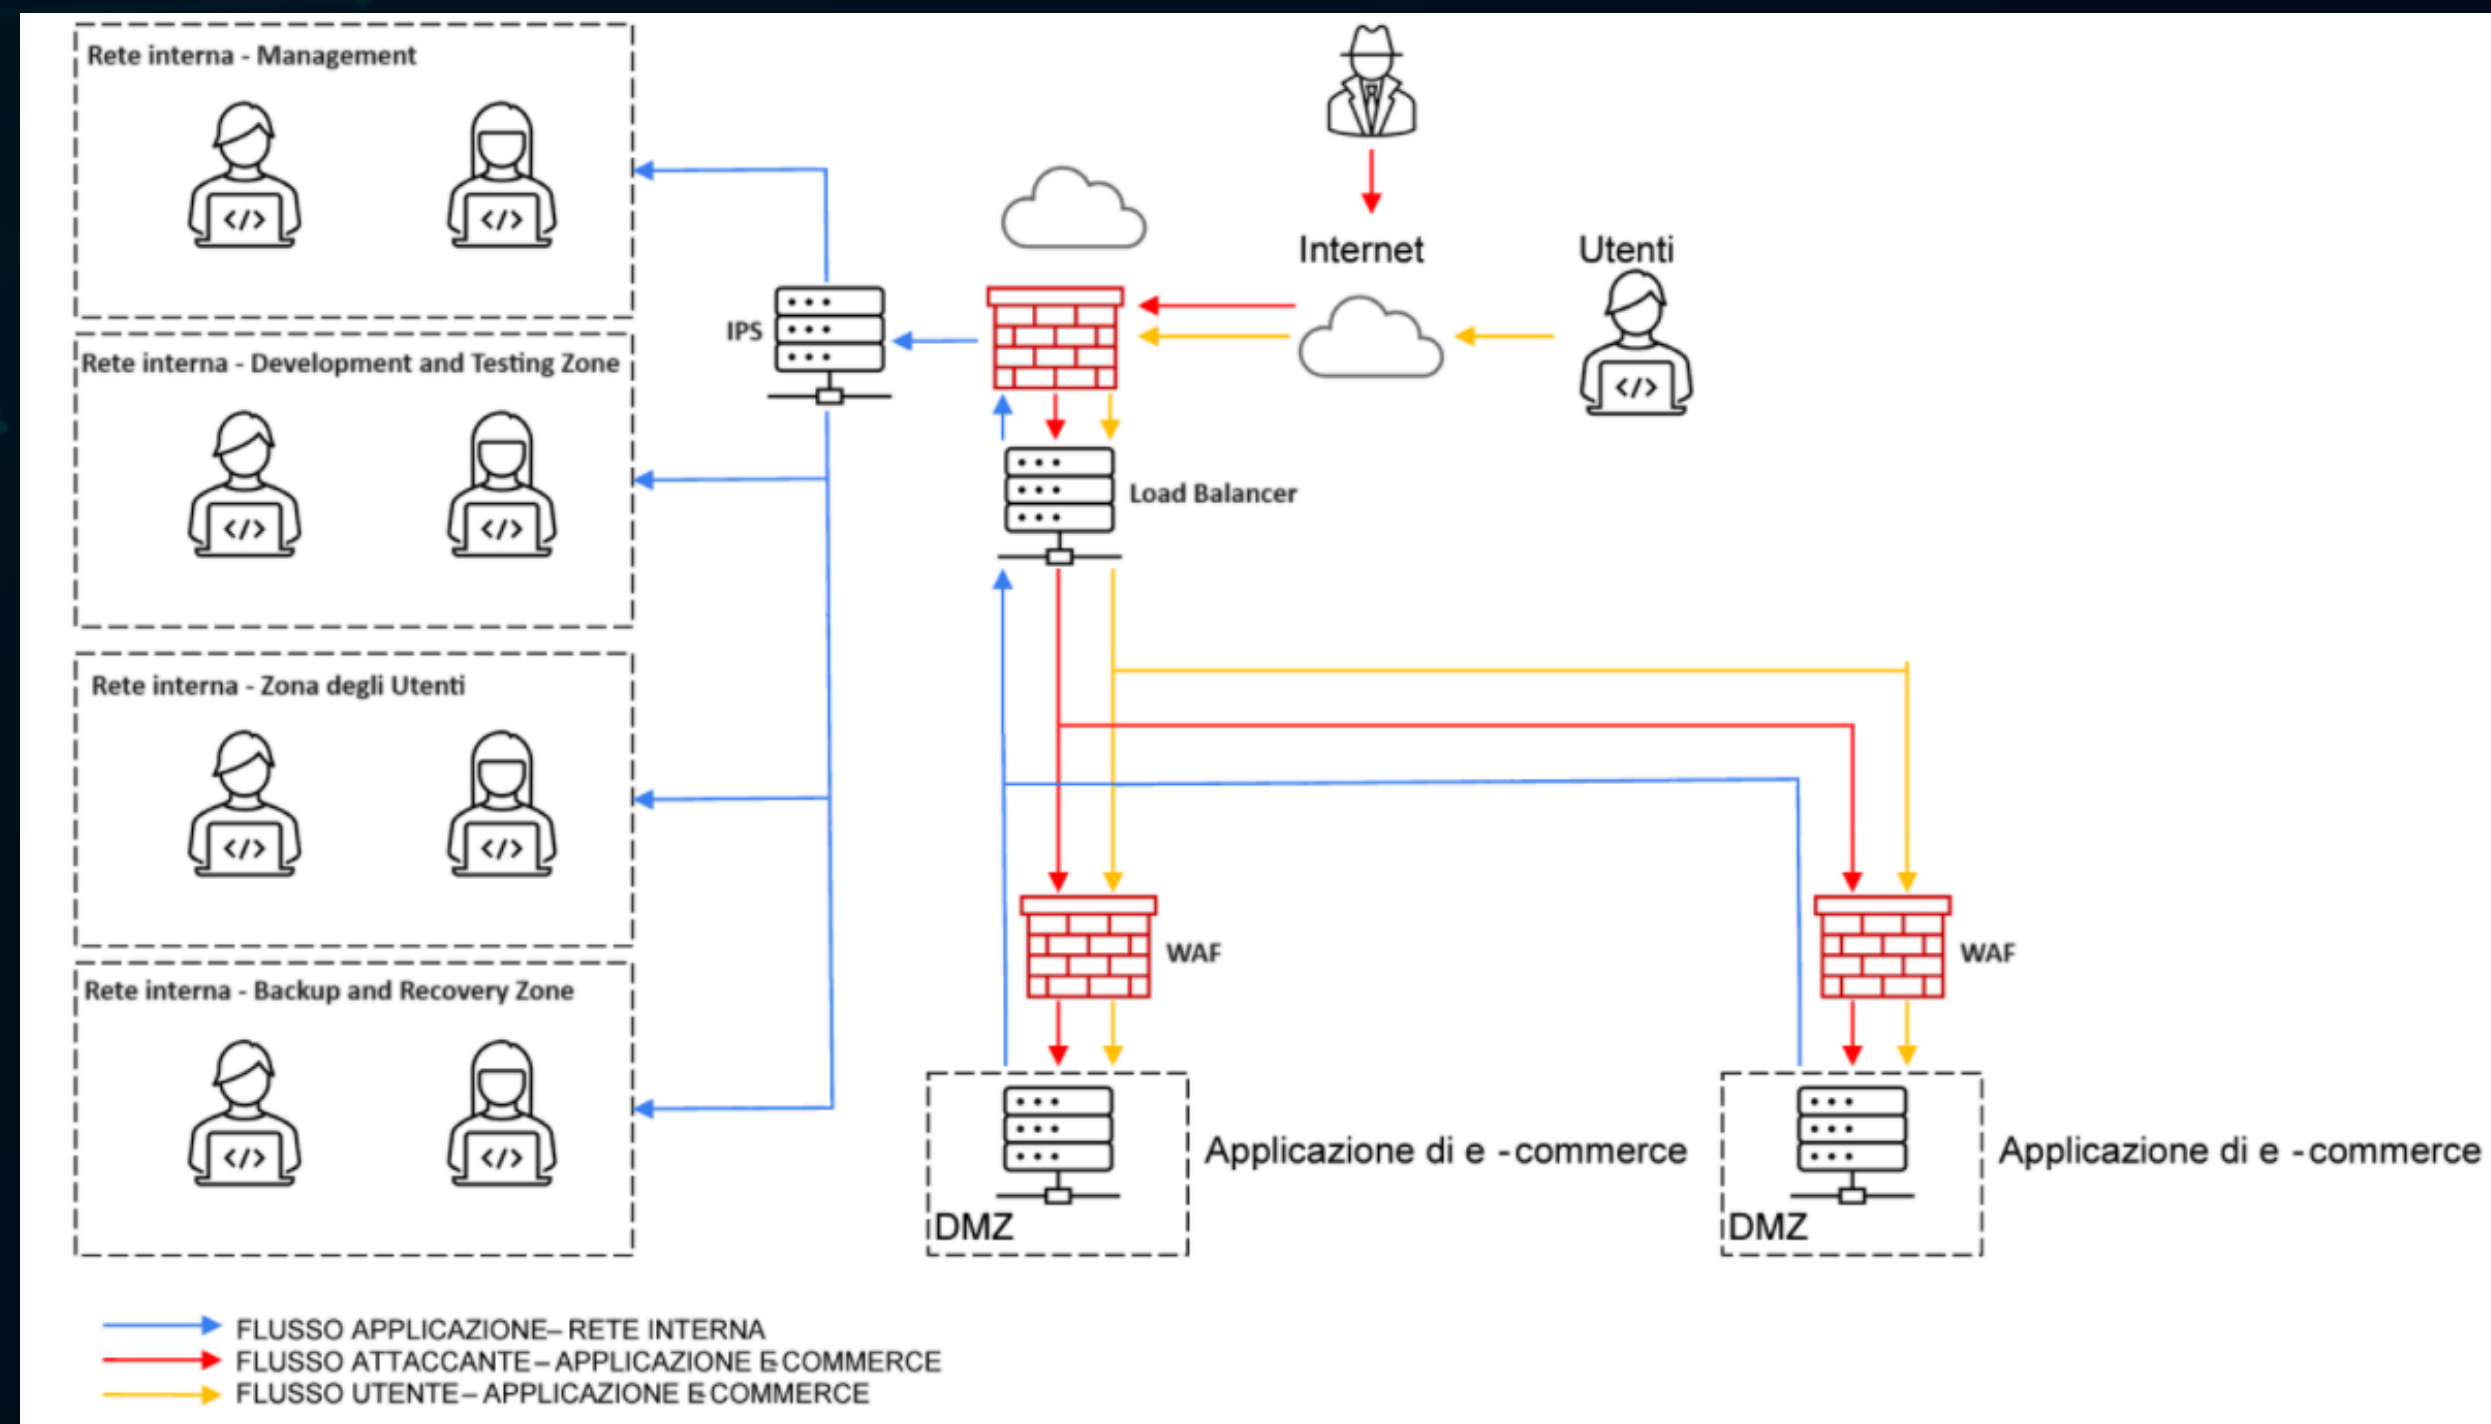 Rete interna - Management
Internet
Utenti
IPS
Rete interna - Development and Testing Zone
Load Balancer
Rete interna - Zona degli Utenti
WAF
WAF
Rete interna - Backup and Recovery Zone
Applicazione di e -commerce
Applicazione di e -commerce
DMZ
DMZ
FLUSSO APPLICAZIONE– RETE INTERNA
FLUSSO ATTACCANTE – APPLICAZIONE E-COMMERCE
FLUSSO UTENTE – APPLICAZIONE E-COMMERCE